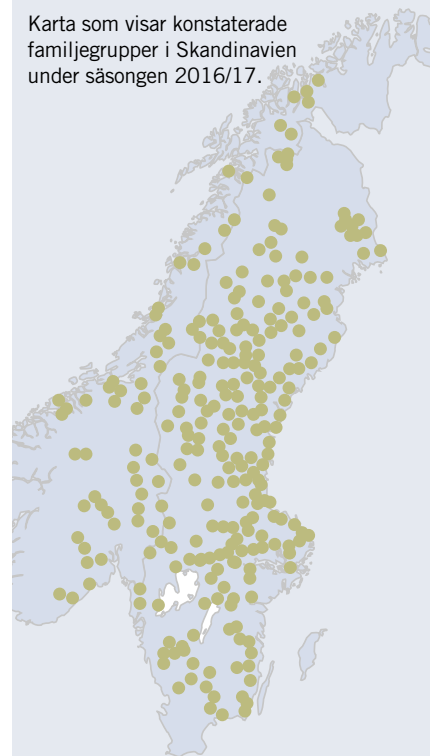 Karta som visar konstaterade
familjegrupper i Skandinavien
under säsongen 2016/17.